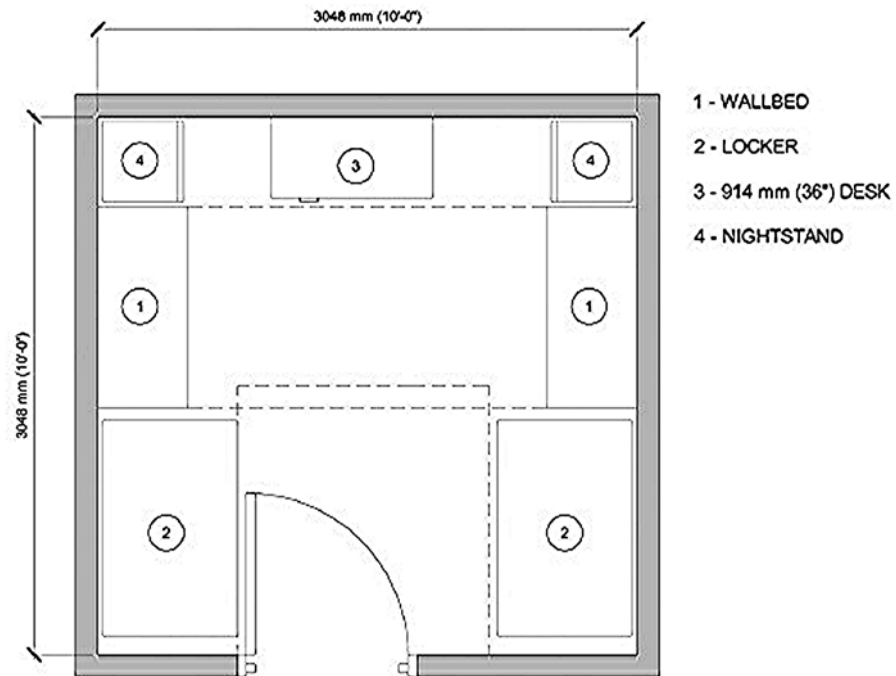 3048 mm (10'-0")
3048 mm (10'-0")
1 - WALLBED
2 - LOCKER
3 - 914 mm (36") DESK
4 - NIGHTSTAND
4
3
4
1
1
2
2